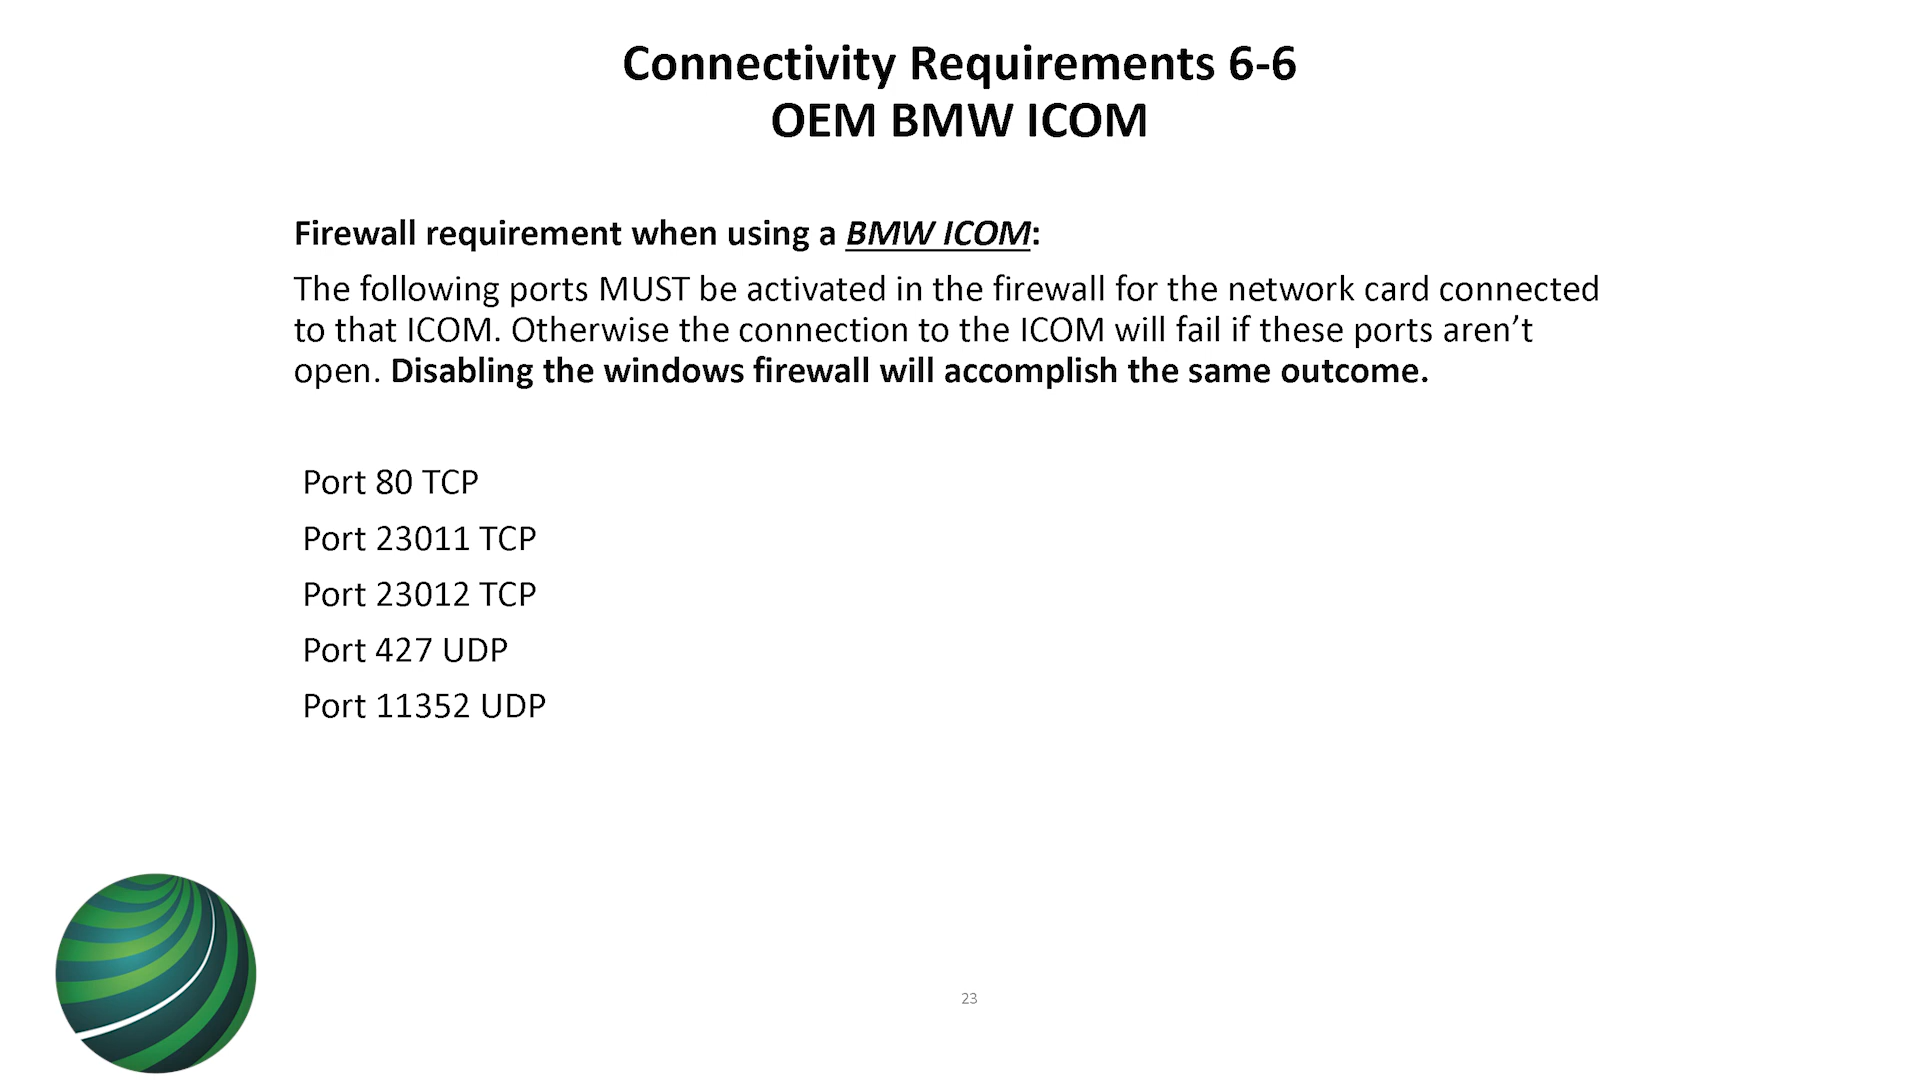 Connectivity Requirements 6-6
OEM BMW ICOM
Firewall requirement when using a BMW ICOM:
The following ports MUST be activated in the firewall for the network card connected
to that ICOM. Otherwise the connection to the ICOM will fail if these ports aren’t
open. Disabling the windows firewall will accomplish the same outcome.
Port 80 TCP
Port 23011 TCP
Port 23012 TCP
Port 427 UDP
Port 11352 UDP
23